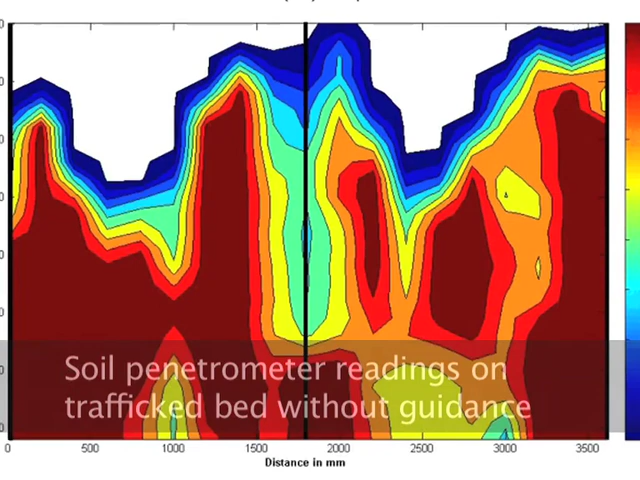 Soil penetrometer readings on
trafficked bed without guidance
0 500 1000 1500 2000 2500 3000 3500
Distance in mm